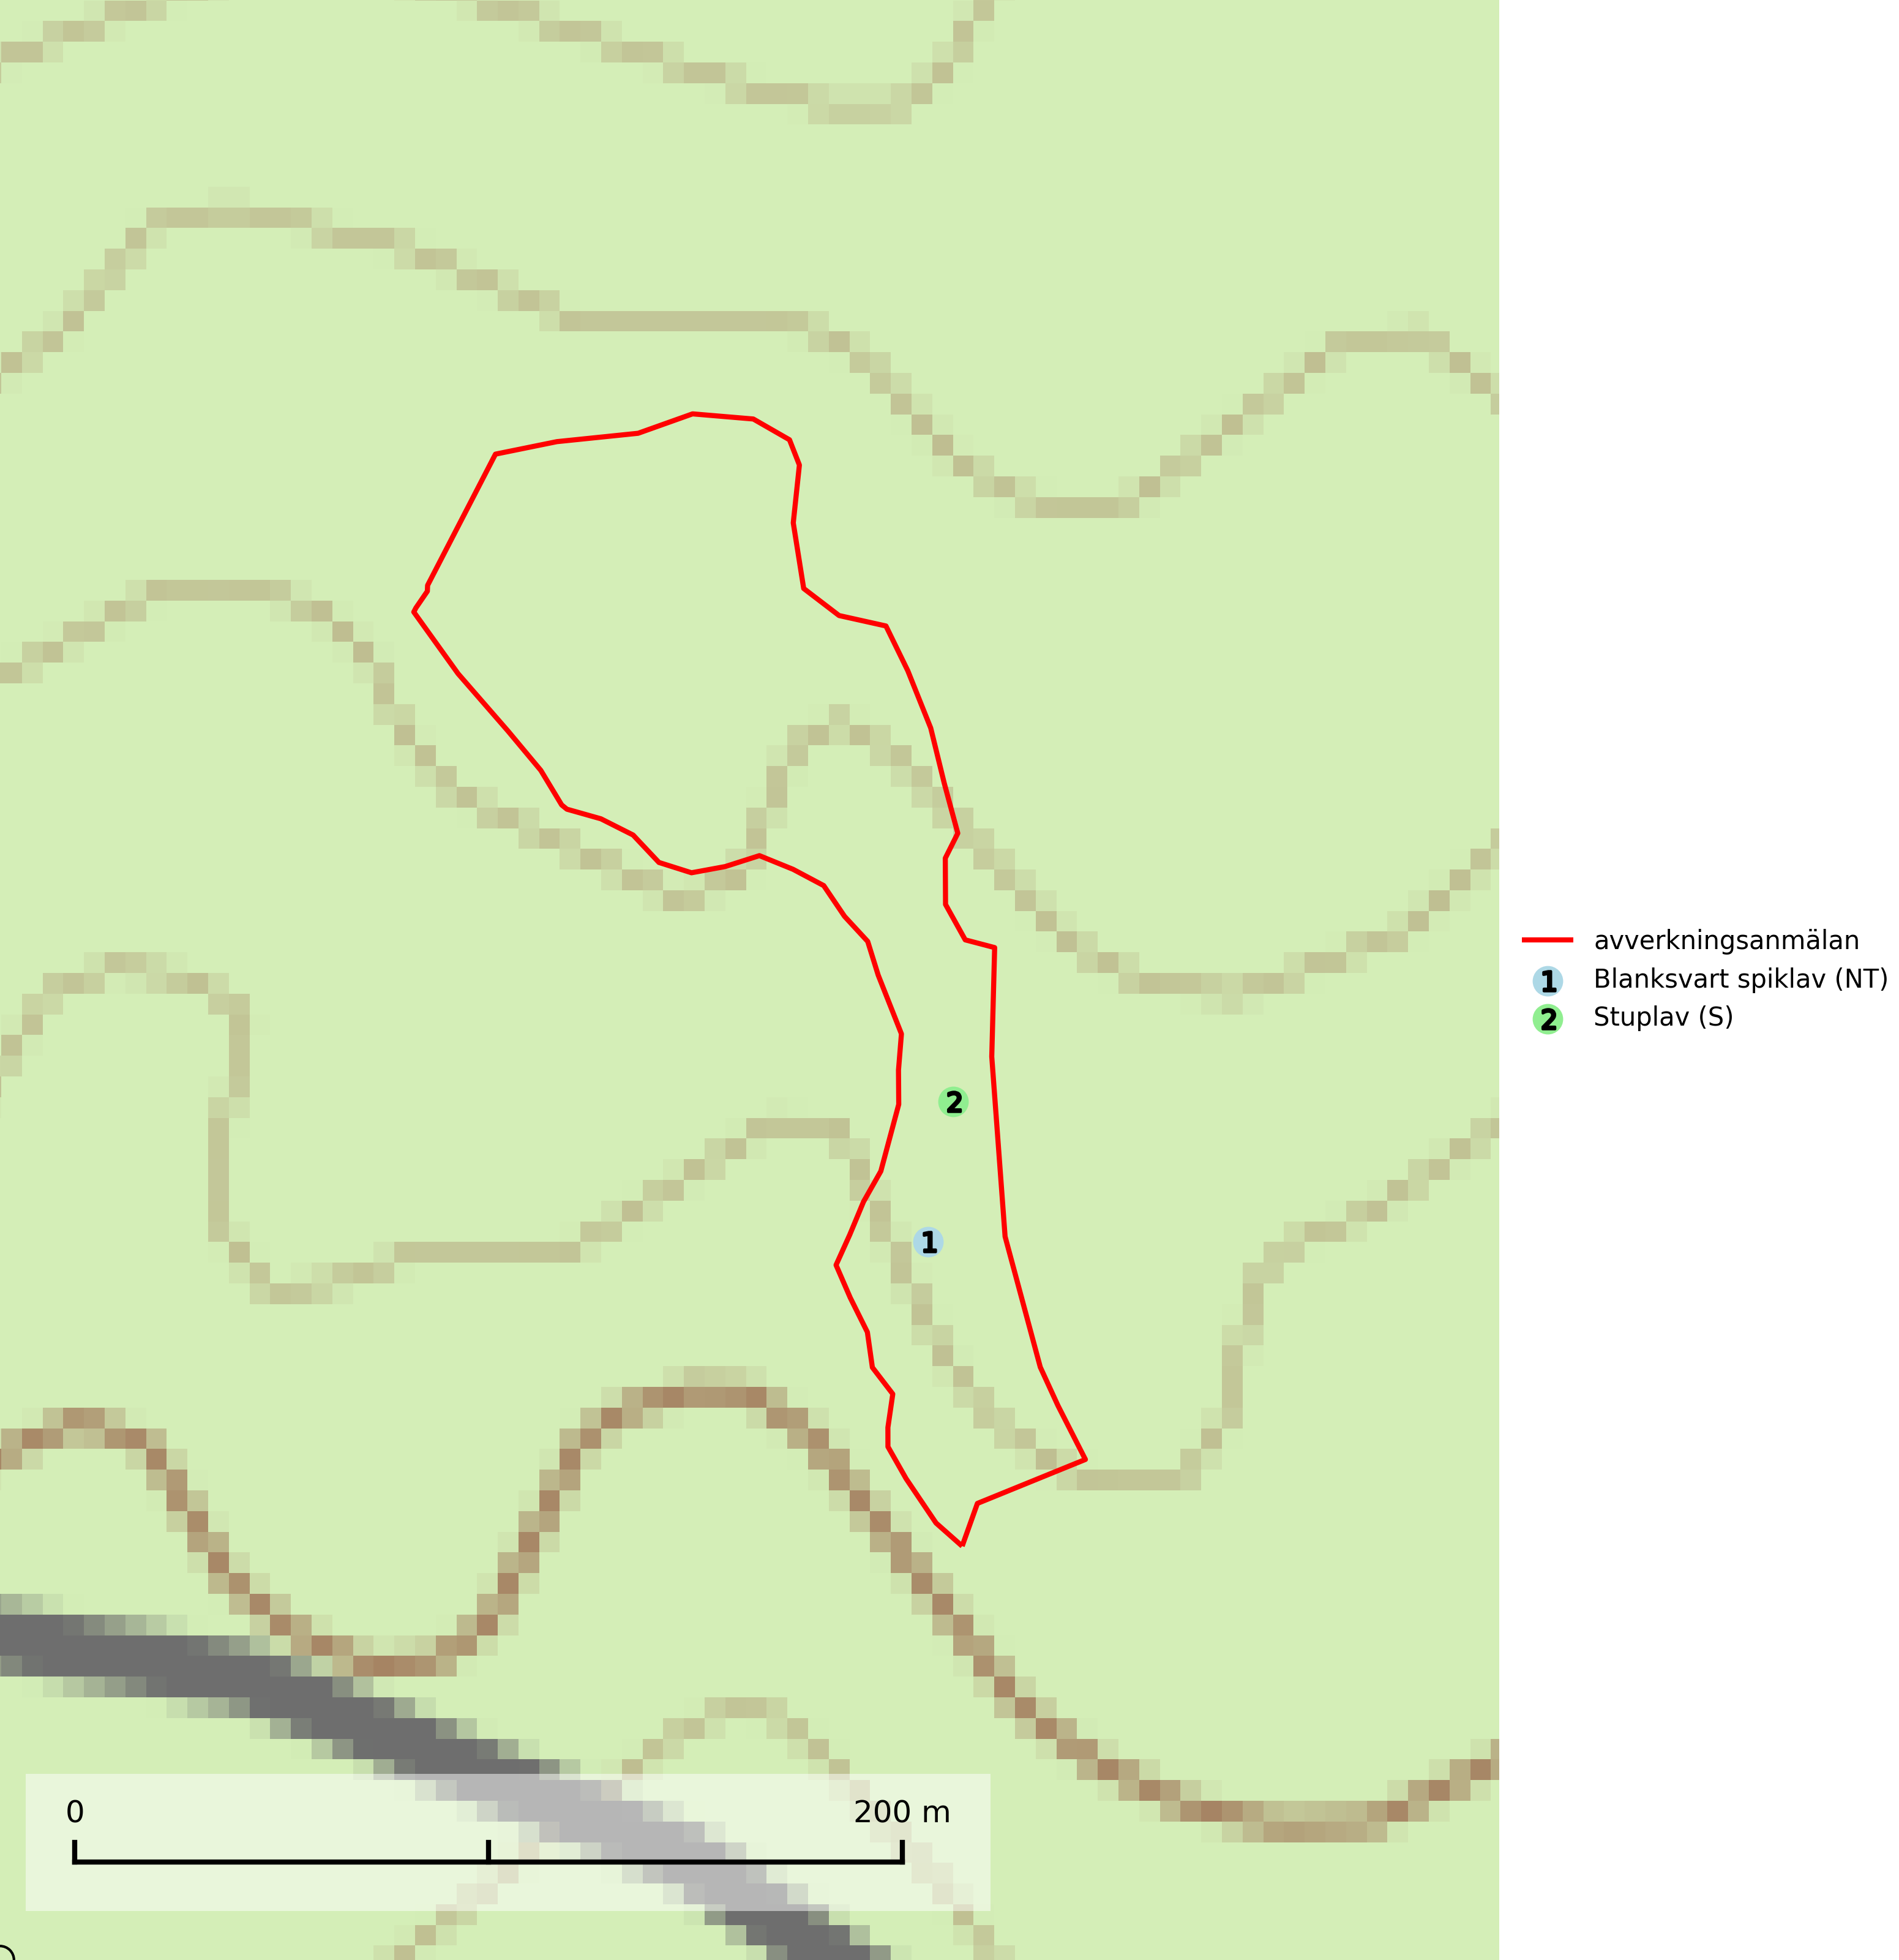 avverkningsanmälan
1 Blanksvart spiklav (NT)
2 Stuplav (S)
2
1
0 200 m